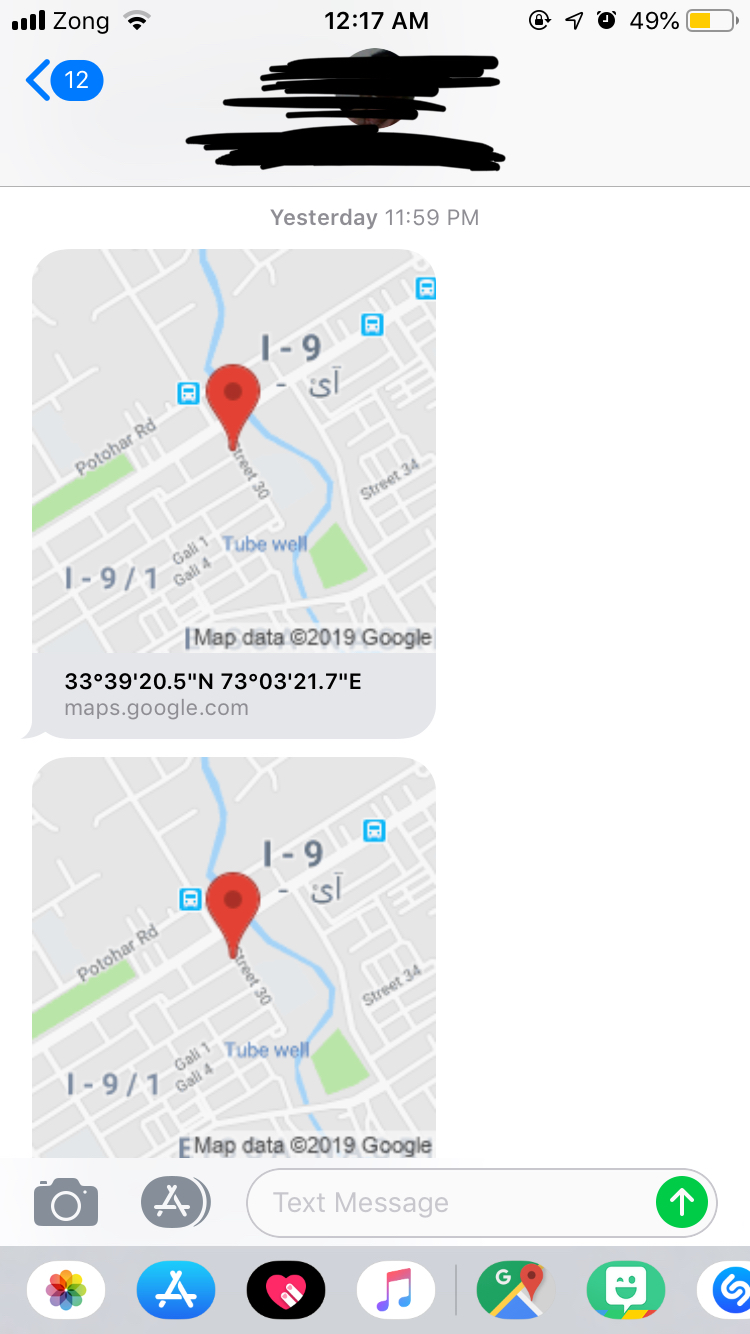 Zong 12:17 AM 49%
12
Yesterday 11:59 PM
I - 9
آئ -
Potohar Rd
Street 30
Street 34
Tube well
Gali 1
Gali 4
I - 9 / 1
Map data ©2019 Google
33°39'20.5"N 73°03'21.7"E
maps.google.com
I - 9
آئ -
Potohar Rd
Street 30
Street 34
Tube well
Gali 1
Gali 4
I - 9 / 1
Map data ©2019 Google
Text Message
G